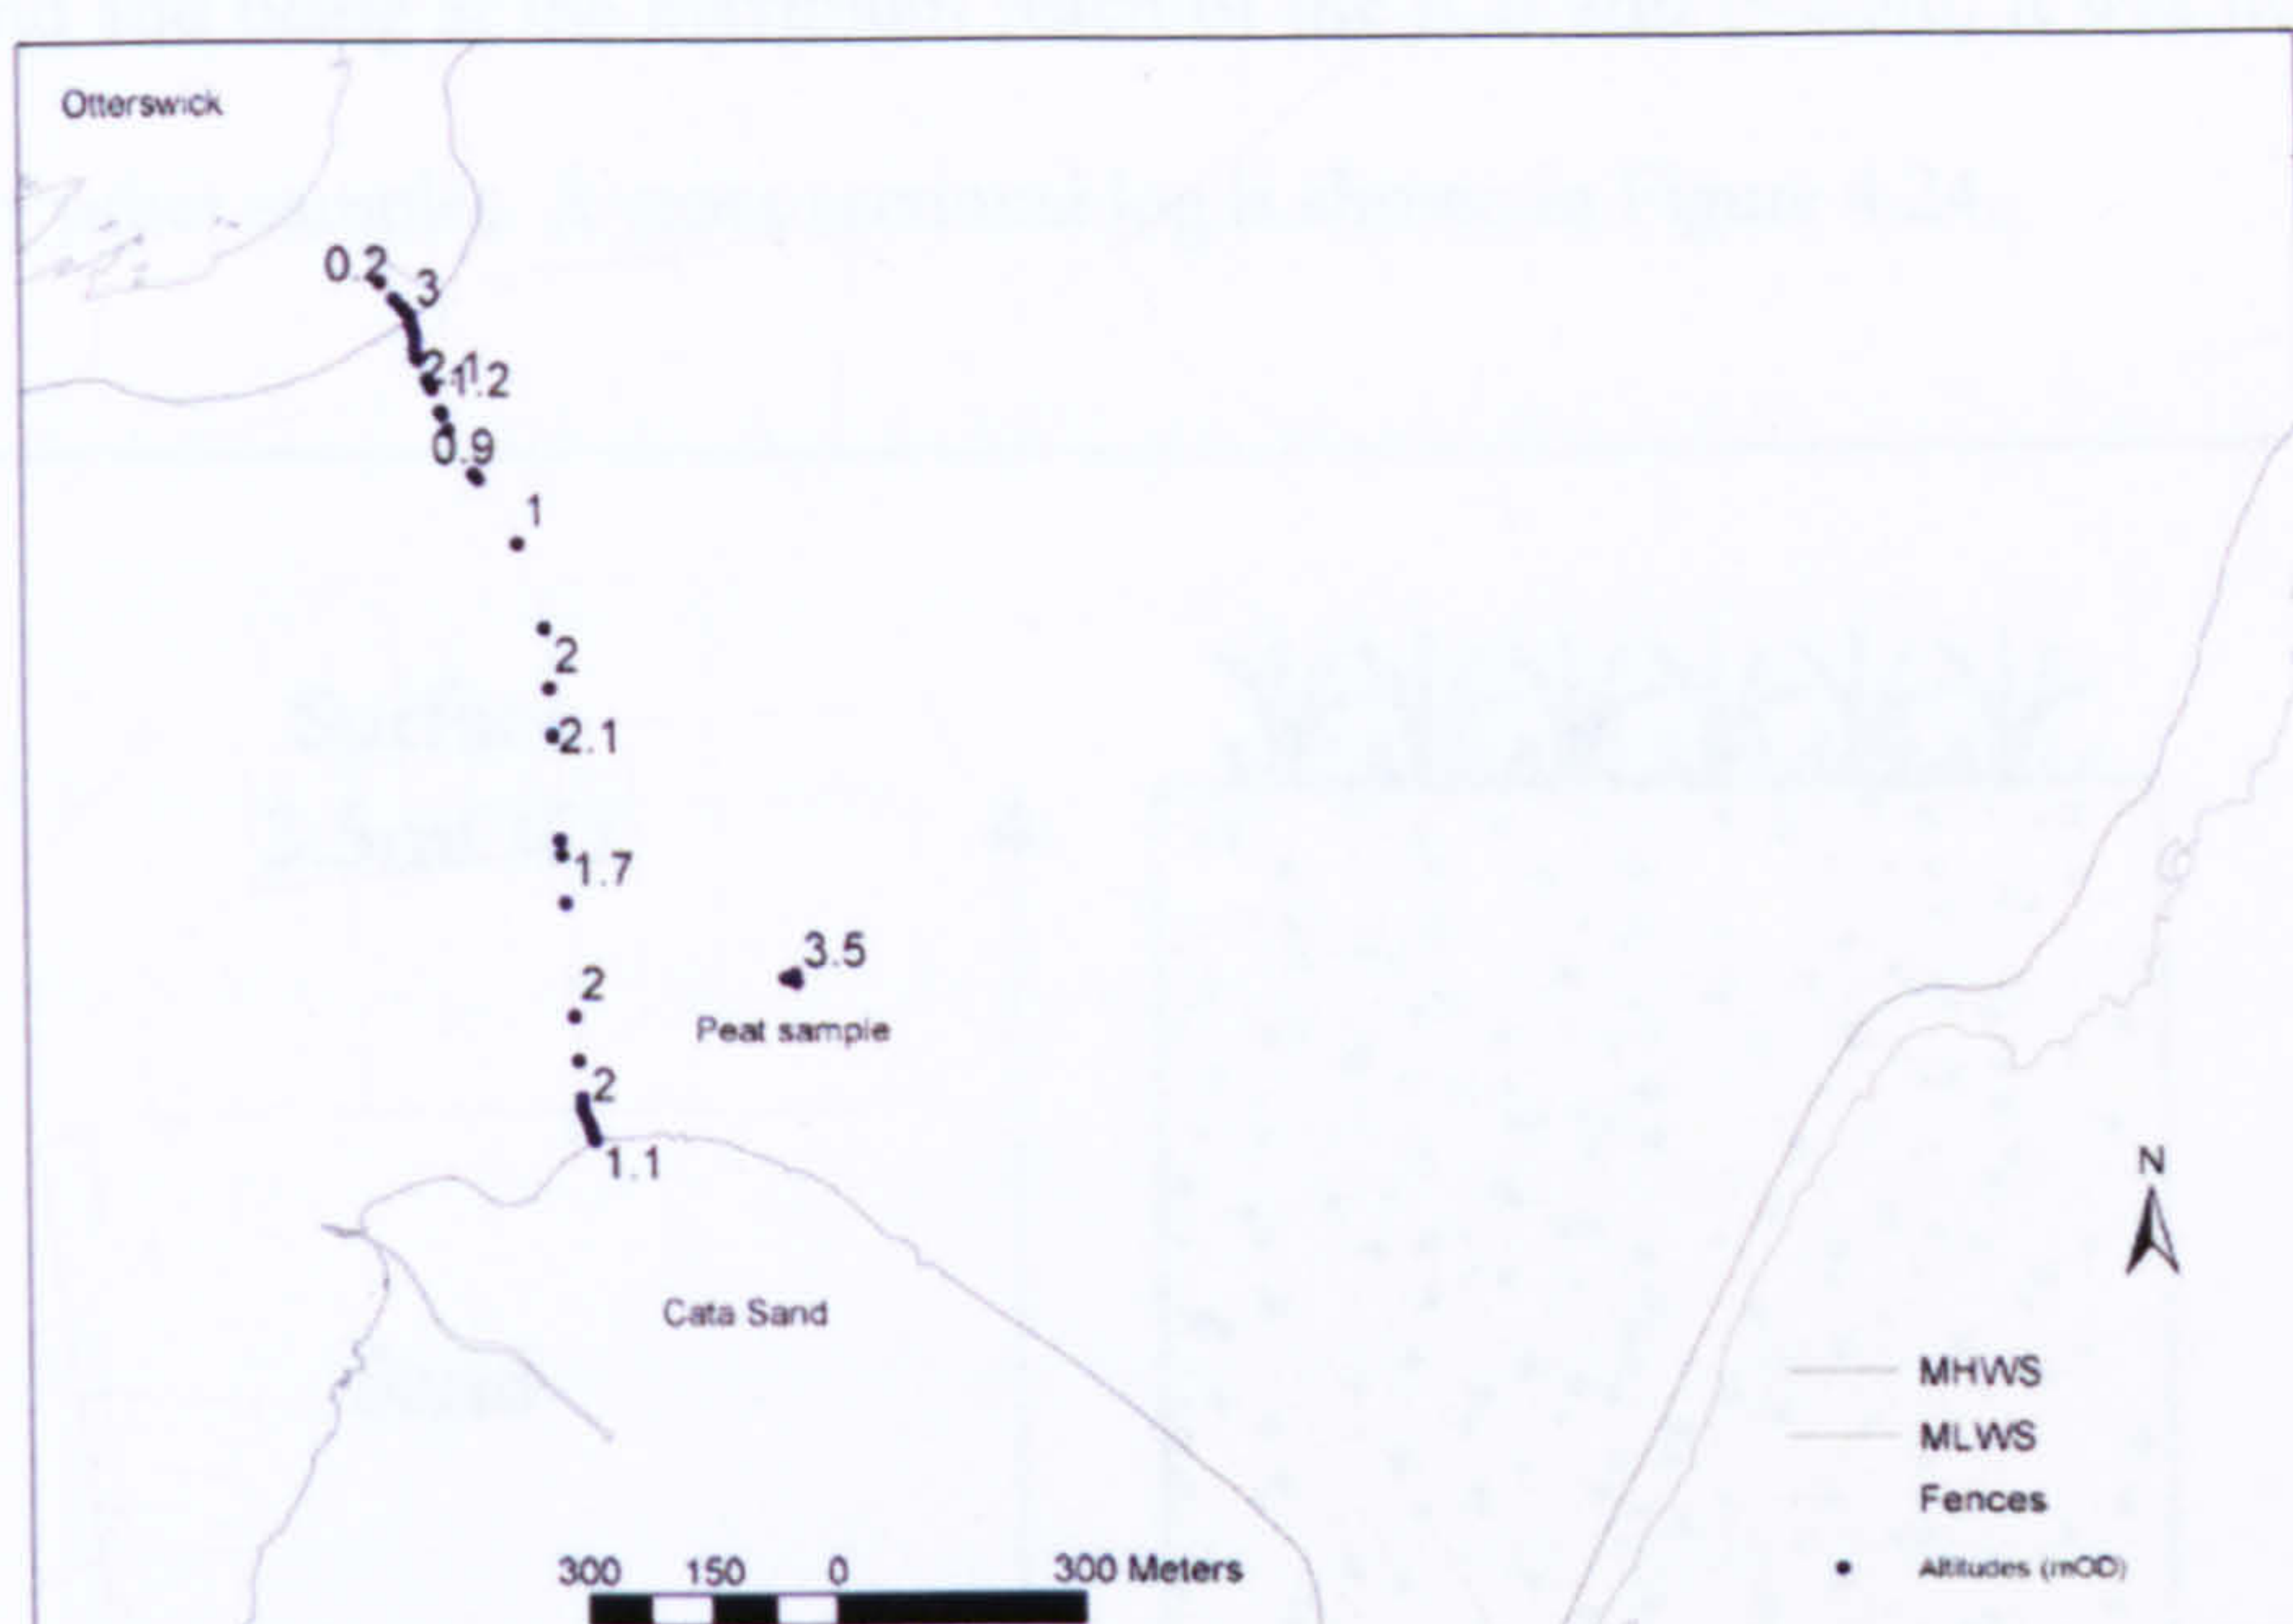 Otterswick
0.2
3
2.1
1.2
0.9
1
2
2.1
1.7
3.5
2
Peat sample
2
1.1
N
Cata Sand
MHWS
MLWS
Fences
300 150 0 300 Meters
Altitudes (mOD)